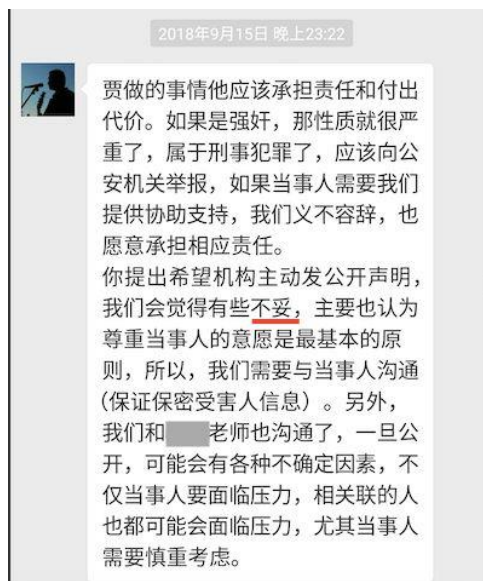 2018年9月15日 晚上23:22
贾做的事情他应该承担责任和付出
代价。如果是强奸，那性质就很严
重了，属于刑事犯罪了，应该向公
安机关举报，如果当事人需要我们
提供协助支持，我们义不容辞，也
愿意承担相应责任。
你提出希望机构主动发公开声明，
我们会觉得有些不妥，主要也认为
尊重当事人的意愿是最基本的原
则，所以，我们需要与当事人沟通
（保证保密受害人信息）。另外，
我们和老师也沟通了，一旦公
开，可能会有各种不确定因素，不
仅当事人要面临压力，相关联的人
也都可能会面临压力，尤其当事人
需要慎重考虑。